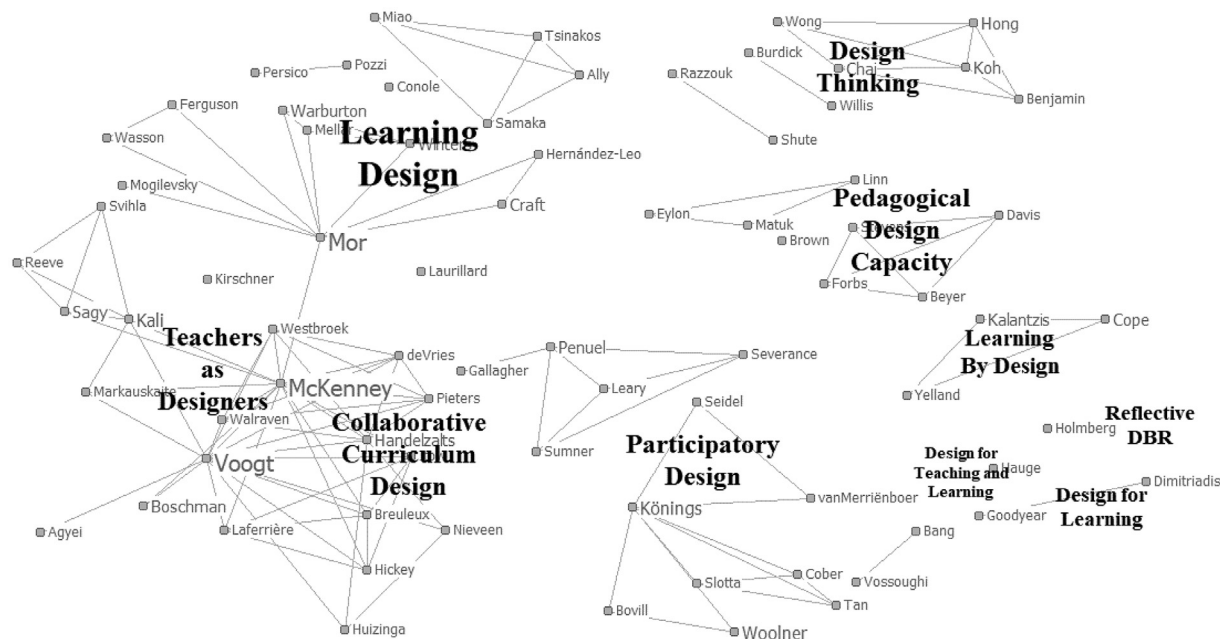 Miao
Wong
Hong
Tsinakos
Burdick
Design
Thinking
Chai
Koh
Persico
Pozzi
Conole
Ally
Razzouk
Benjamin
Ferguson
Warburton
Willis
Mellar
Samaka
Wasson
Learning
Design
Shute
Hernández-Leo
Mogilevsky
Linn
Svihla
Craft
Pedagogical
Design
Capacity
Eylon
Matuk
Stevens
Davis
Mor
Brown
Reeve
Kirschner
Laurillard
Forbs
Beyer
Sagy
Kali
Westbroek
Kalantzis
Cope
Teachers
as
Designers
deVries
Penuel
Severance
Learning
By Design
Gallagher
McKenney
Markauskaite
Pieters
Leary
Yelland
Walraven
Collaborative
Curriculum
Design
Seidel
Reflective
DBR
Handelzalts
Holmberg
Voogt
Sumner
Participatory
Design
Design for
Teaching and
Learning
Hauge
Dimitriadis
Boschman
vanMerriënboer
Design for
Learning
Könings
Goodyear
Agyei
Laferrière
Breuleux
Nieveen
Bang
Hickey
Slotta
Cober
Vossoughi
Tan
Bovill
Huizinga
Woolner